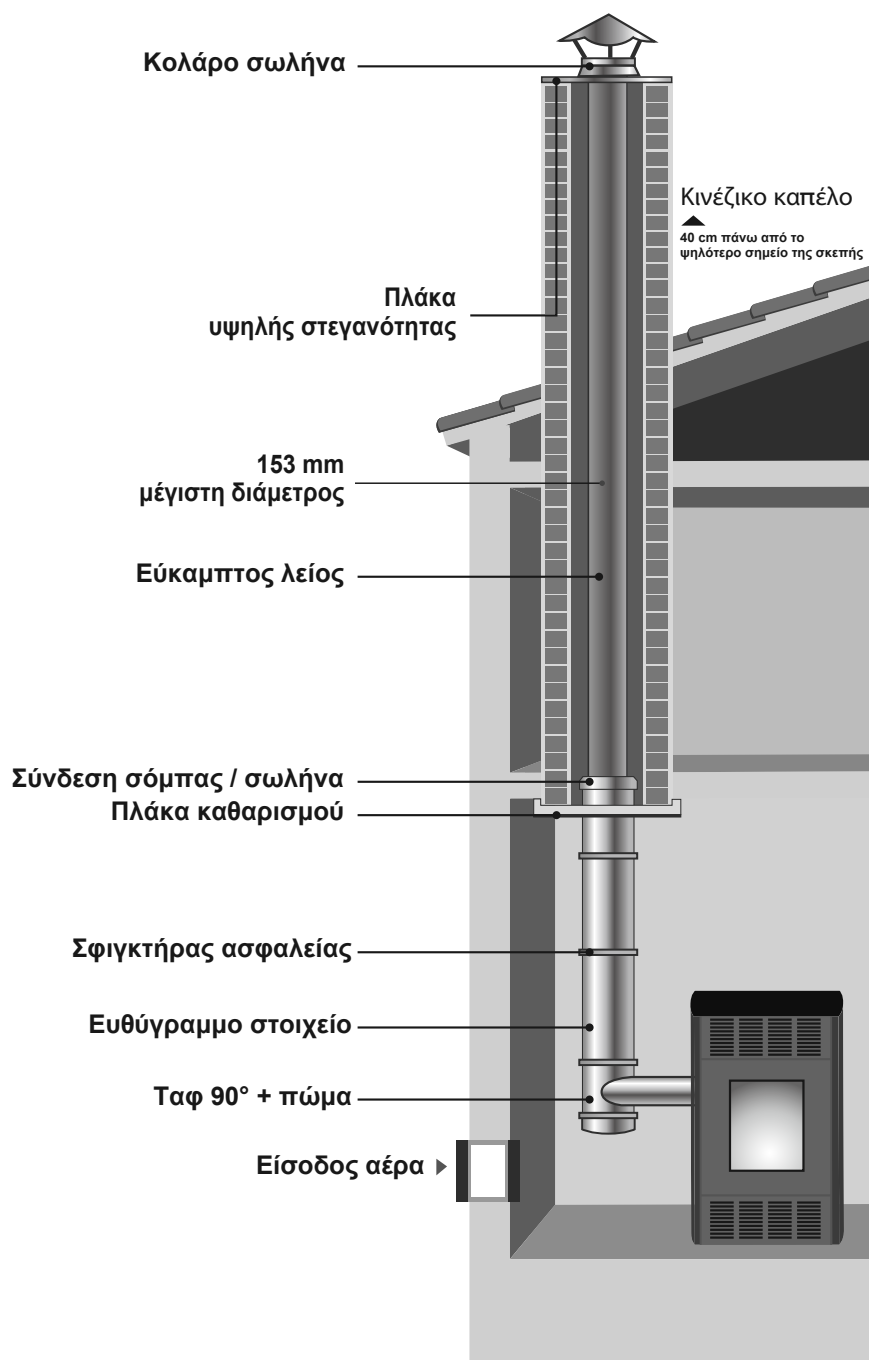 Κολάρο σωλήνα
Κινέζικο καπέλο
40 cm πάνω από το
ψηλότερο σημείο της σκεπής
Πλάκα
υψηλής στεγανότητας
153 mm
μέγιστη διάμετρος
Εύκαμπτος λείος
Σύνδεση σόμπας / σωλήνα
Πλάκα καθαρισμού
Σφιγκτήρας ασφαλείας
Ευθύγραμμο στοιχείο
Ταφ 90° + πώμα
Είσοδος αέρα